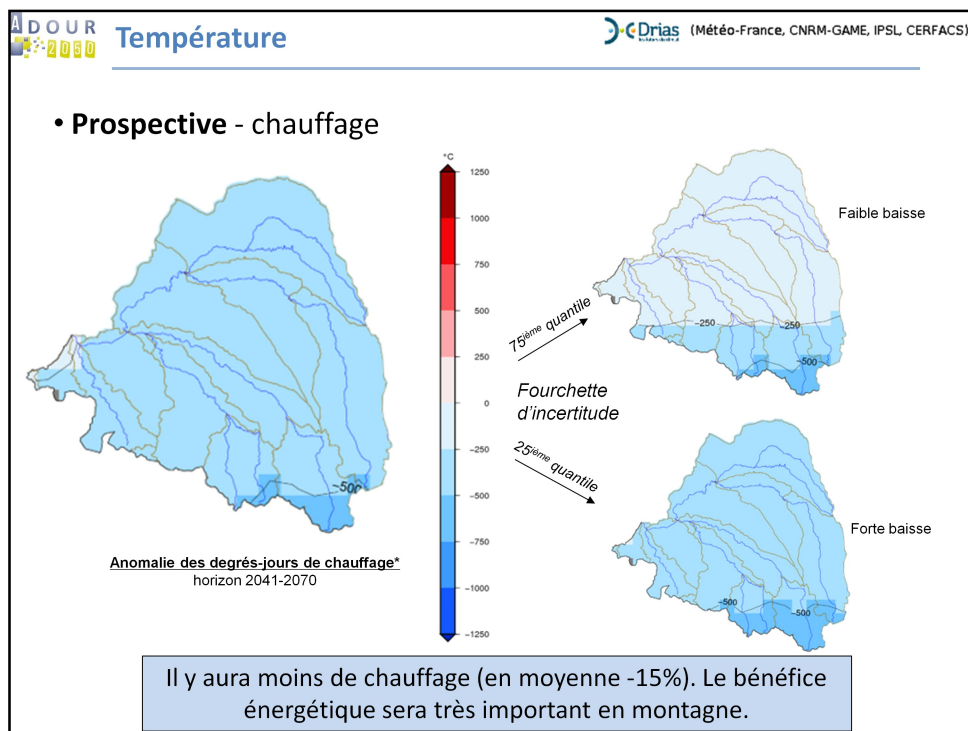 ADOUR
2050
Température
Drias
(Météo-France, CNRM-GAME, IPSL, CERFACS)
• Prospective - chauffage
°C
1250
1000
750
500
250
0
−250
−500
−750
−1000
−1250
−500
Anomalie des degrés-jours de chauffage*
horizon 2041-2070
75ième quantile
Fourchette
d'incertitude
25ième quantile
Faible baisse
−250
−250
−500
Forte baisse
−500
−500
Il y aura moins de chauffage (en moyenne -15%). Le bénéfice
énergétique sera très important en montagne.